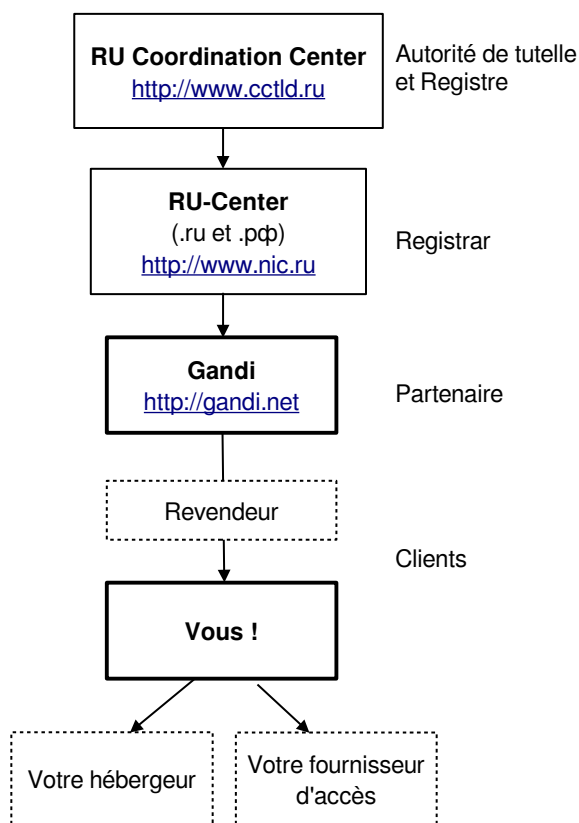 RU Coordination Center
http://www.cctld.ru
Autorité de tutelle
et Registre
RU-Center
(.ru et .рф)
http://www.nic.ru
Registrar
Gandi
http://gandi.net
Partenaire
Revendeur
Clients
Vous !
Votre hébergeur
Votre fournisseur
d'accès